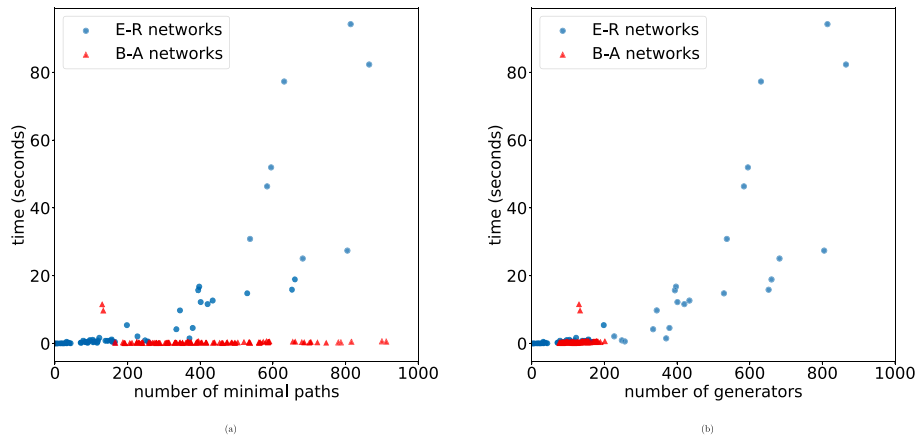 E-R networks
B-A networks
time (seconds)
80
60
40
20
0
0 200 400 600 800 1000
number of minimal paths
(a)
E-R networks
B-A networks
time (seconds)
80
60
40
20
0
0 200 400 600 800 1000
number of generators
(b)